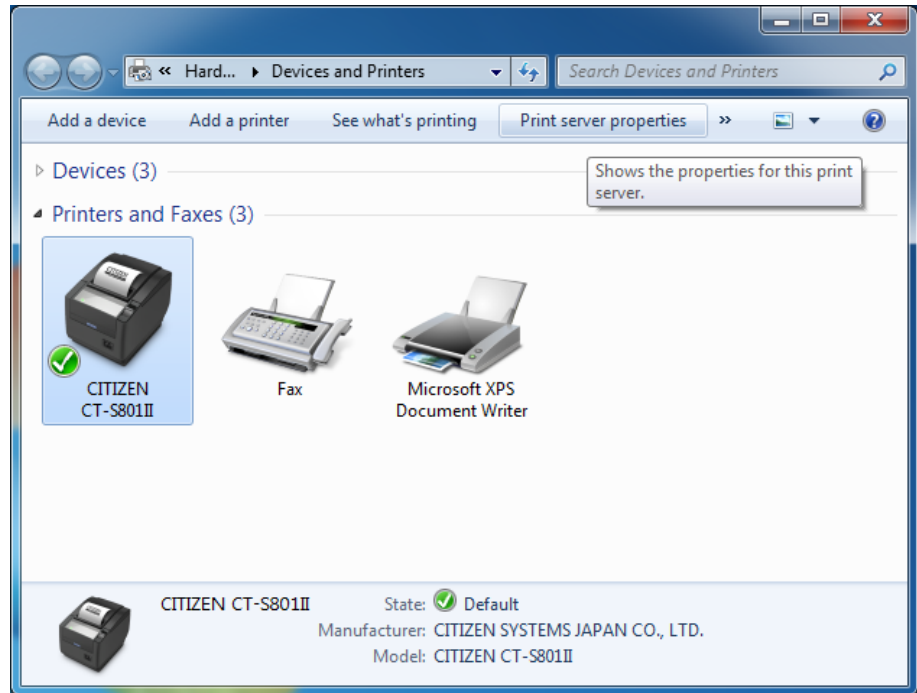 « Hard... ▸ Devices and Printers
Search Devices and Printers
Add a device Add a printer See what's printing Print server properties »
Devices (3)
Shows the properties for this print
server.
Printers and Faxes (3)
CITIZEN
CT-S801II
Fax
Microsoft XPS
Document Writer
CITIZEN CT-S801II State: Default
Manufacturer: CITIZEN SYSTEMS JAPAN CO., LTD.
Model: CITIZEN CT-S801II